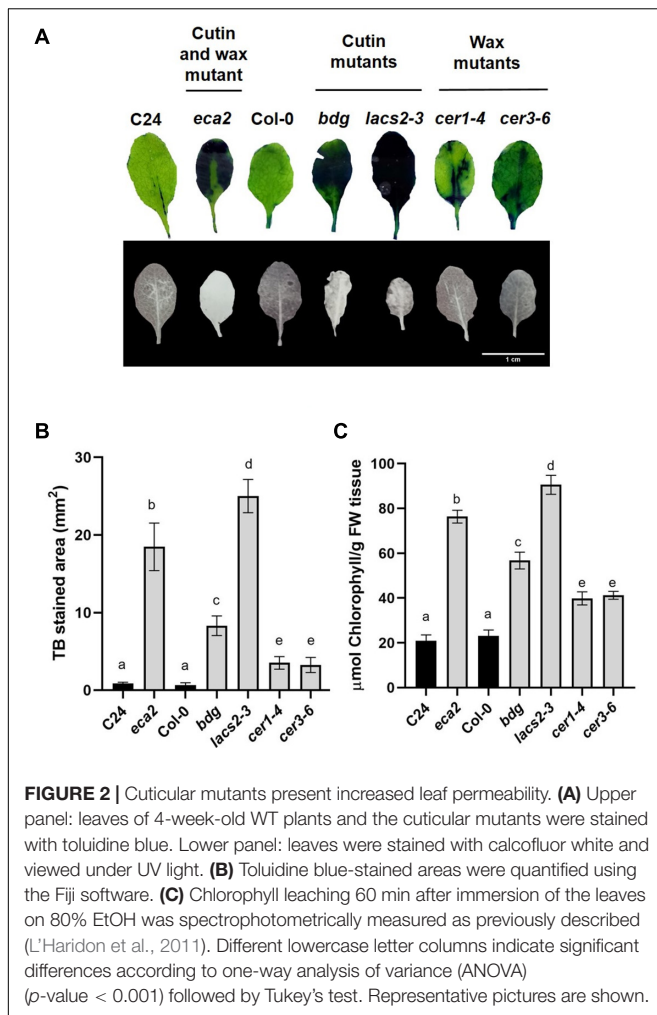 A
Cutin
and wax
mutant
Cutin
mutants
Wax
mutants
C24 eca2 Col-0 bdg lacs2-3 cer1-4 cer3-6
1 cm
B
TB stained area (mm²)
30
20
10
0
a b a c d e e
C24 eca2 Col-0 bdg lacs2-3 cer1-4 cer3-6
C
µmol Chlorophyll/g FW tissue
100
80
60
40
20
0
a b a c d e e
C24 eca2 Col-0 bdg lacs2-3 cer1-4 cer3-6
FIGURE 2 | Cuticular mutants present increased leaf permeability. (A) Upper
panel: leaves of 4-week-old WT plants and the cuticular mutants were stained
with toluidine blue. Lower panel: leaves were stained with calcofluor white and
viewed under UV light. (B) Toluidine blue-stained areas were quantified using
the Fiji software. (C) Chlorophyll leaching 60 min after immersion of the leaves
on 80% EtOH was spectrophotometrically measured as previously described
(L'Haridon et al., 2011). Different lowercase letter columns indicate significant
differences according to one-way analysis of variance (ANOVA)
(p-value < 0.001) followed by Tukey's test. Representative pictures are shown.